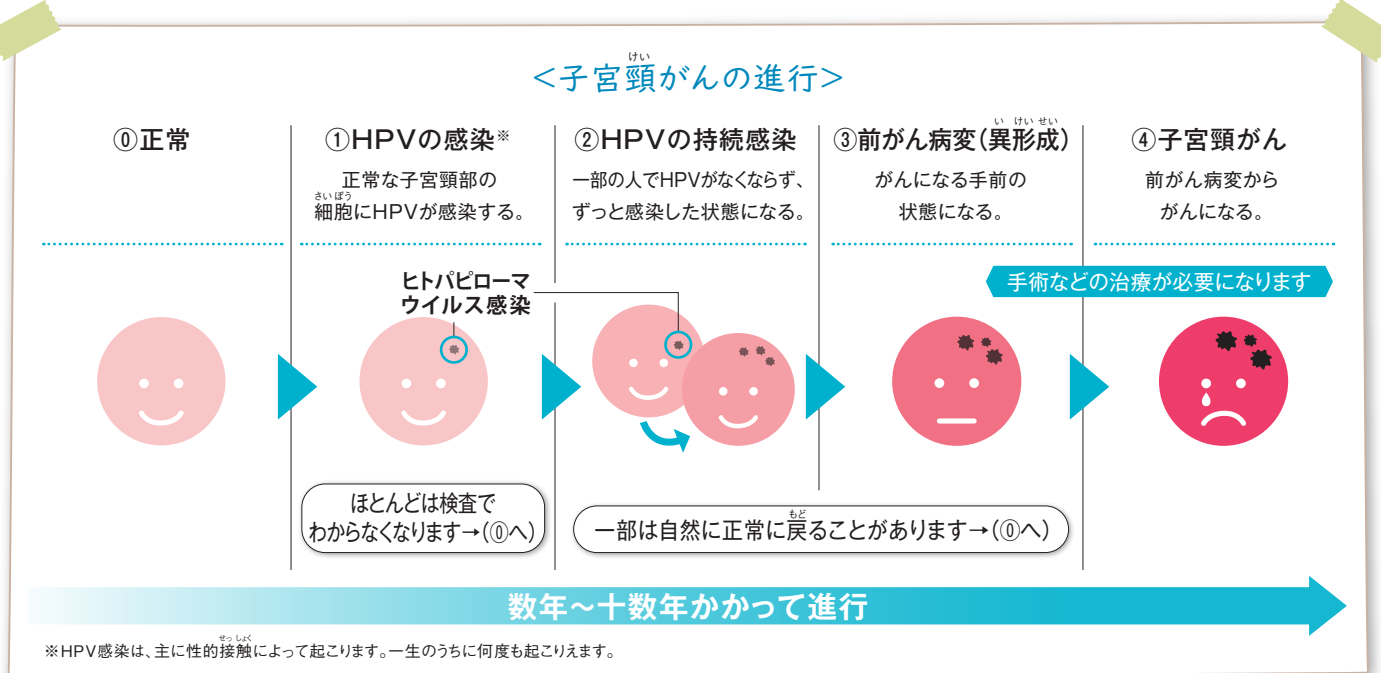 <子宮頸がんの進行>
けい
⓪正常
①HPVの感染※
正常な子宮頸部の
細胞にHPVが感染する。
さいぼう
②HPVの持続感染
一部の人でHPVがなくならず、
ずっと感染した状態になる。
③前がん病変(異形成)
い けい せい
がんになる手前の
状態になる。
④子宮頸がん
前がん病変から
がんになる。
ヒトパピローマ
ウイルス感染
手術などの治療が必要になります
ほとんどは検査で
わからなくなります→(⓪へ)
一部は自然に正常に戻ることがあります→(⓪へ)
もど
数年~十数年かかって進行
※HPV感染は、主に性的接触によって起こります。一生のうちに何度も起こりえます。
せっしょく